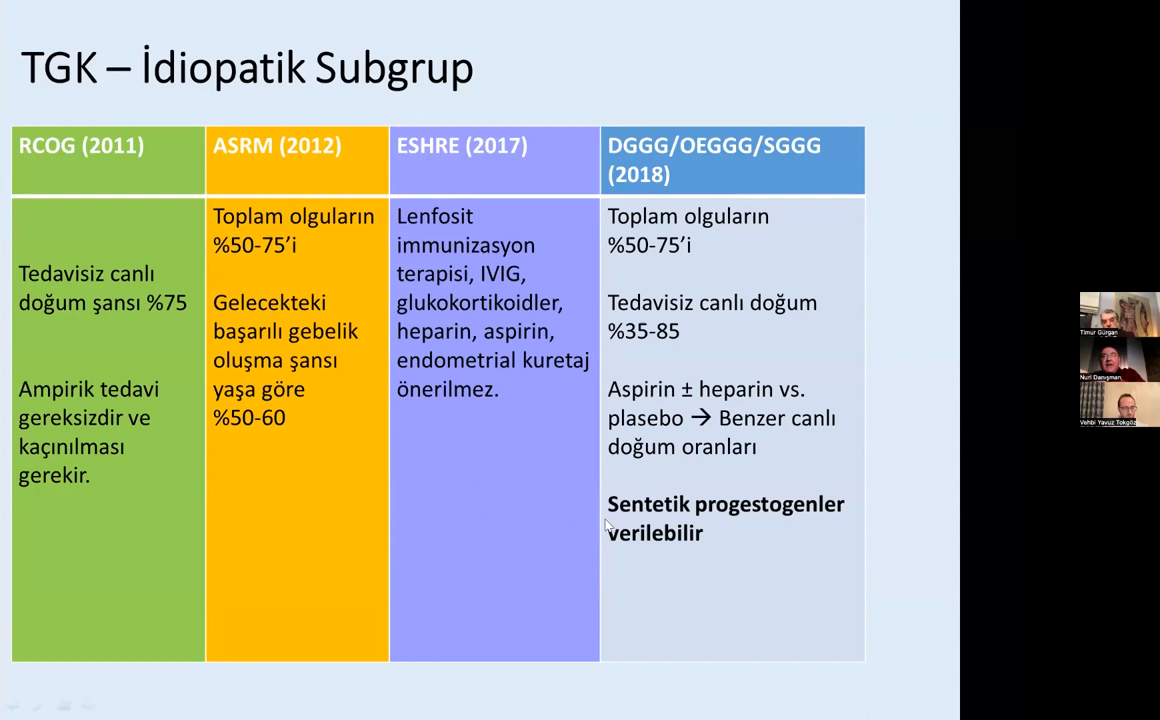 TGK – İdiopatik Subgrup
RCOG (2011)
ASRM (2012)
ESHRE (2017)
DGGG/OEGGG/SGGG
(2018)
Tedavisiz canlı
doğum şansı %75
Ampirik tedavi
gereksizdir ve
kaçınılması
gerekir.
Toplam olguların
%50-75’i
Gelecekteki
başarılı gebelik
oluşma şansı
yaşa göre
%50-60
Lenfosit
immunizasyon
terapisi, IVIG,
glukokortikoidler,
heparin, aspirin,
endometrial kuretaj
önerilmez.
Toplam olguların
%50-75’i
Tedavisiz canlı doğum
%35-85
Aspirin ± heparin vs.
plasebo → Benzer canlı
doğum oranları
Sentetik progestogenler
verilebilir
Timur Gürgan
Nuri Danışman
Vehbi Yavuz Tokgöz